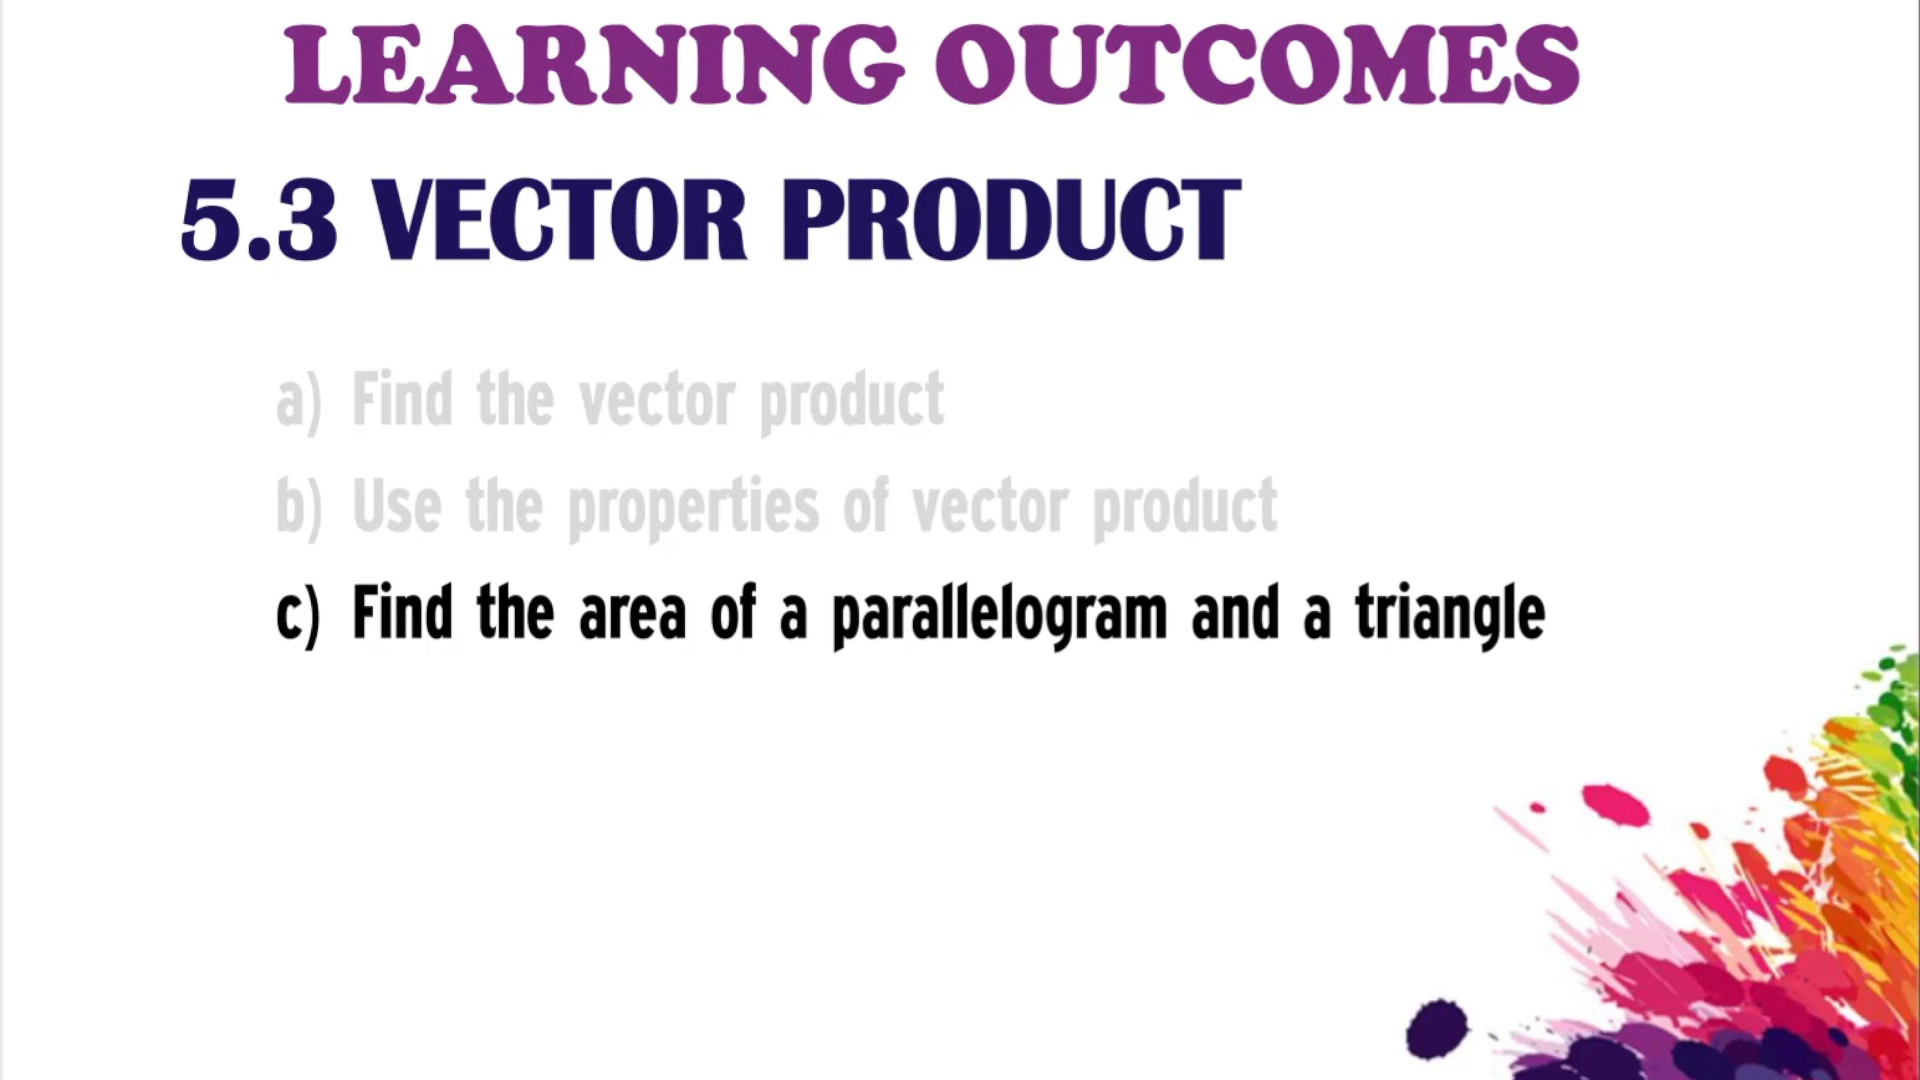 LEARNING OUTCOMES
5.3 VECTOR PRODUCT
a) Find the vector product
b) Use the properties of vector product
c) Find the area of a parallelogram and a triangle